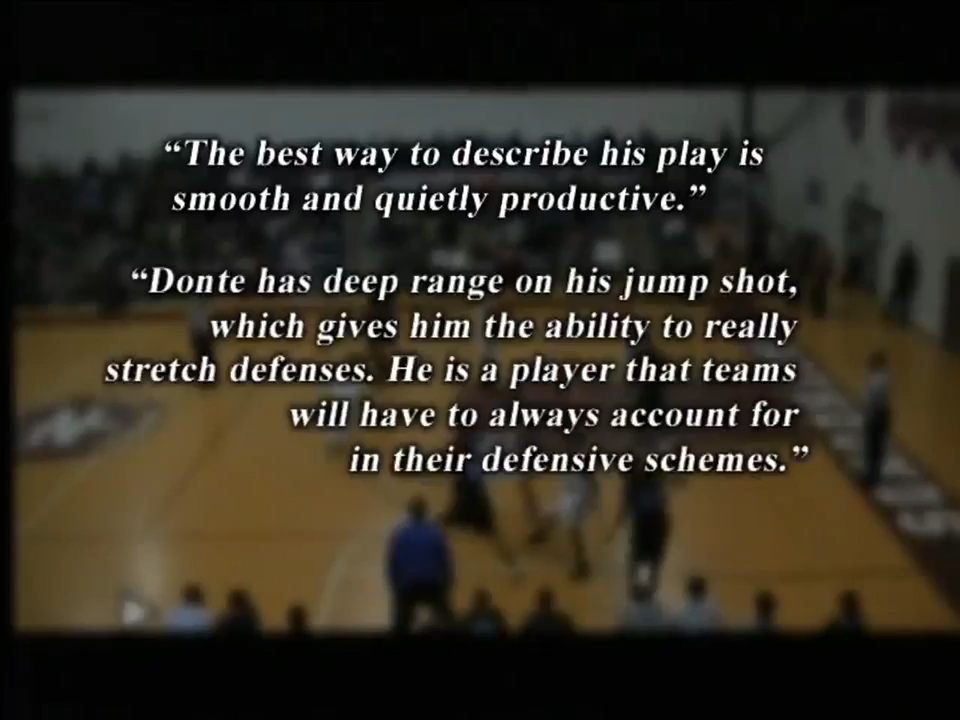 “The best way to describe his play is
smooth and quietly productive.”
“Donte has deep range on his jump shot,
which gives him the ability to really
stretch defenses. He is a player that teams
will have to always account for
in their defensive schemes.”